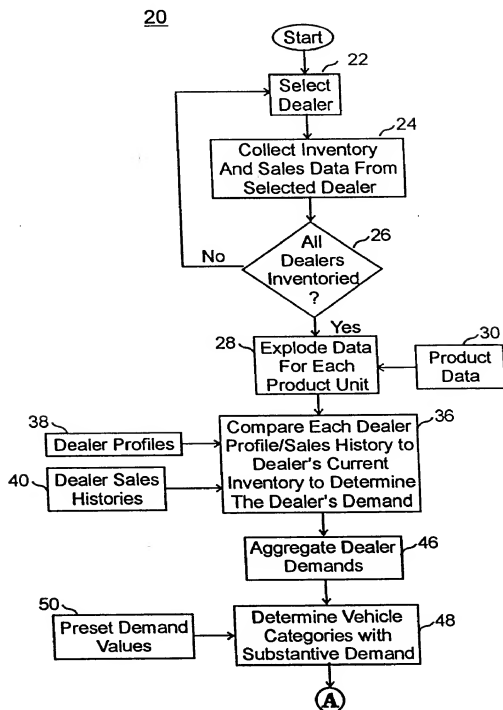 20
Start
22
Select
Dealer
24
Collect Inventory
And Sales Data From
Selected Dealer
26
All
Dealers
Inventoried
?
No
Yes
28
Explode Data
For Each
Product Unit
30
Product
Data
36
Compare Each Dealer
Profile/Sales History to
Dealer's Current
Inventory to Determine
The Dealer's Demand
38
Dealer Profiles
40
Dealer Sales
Histories
46
Aggregate Dealer
Demands
50
Preset Demand
Values
48
Determine Vehicle
Categories with
Substantive Demand
A